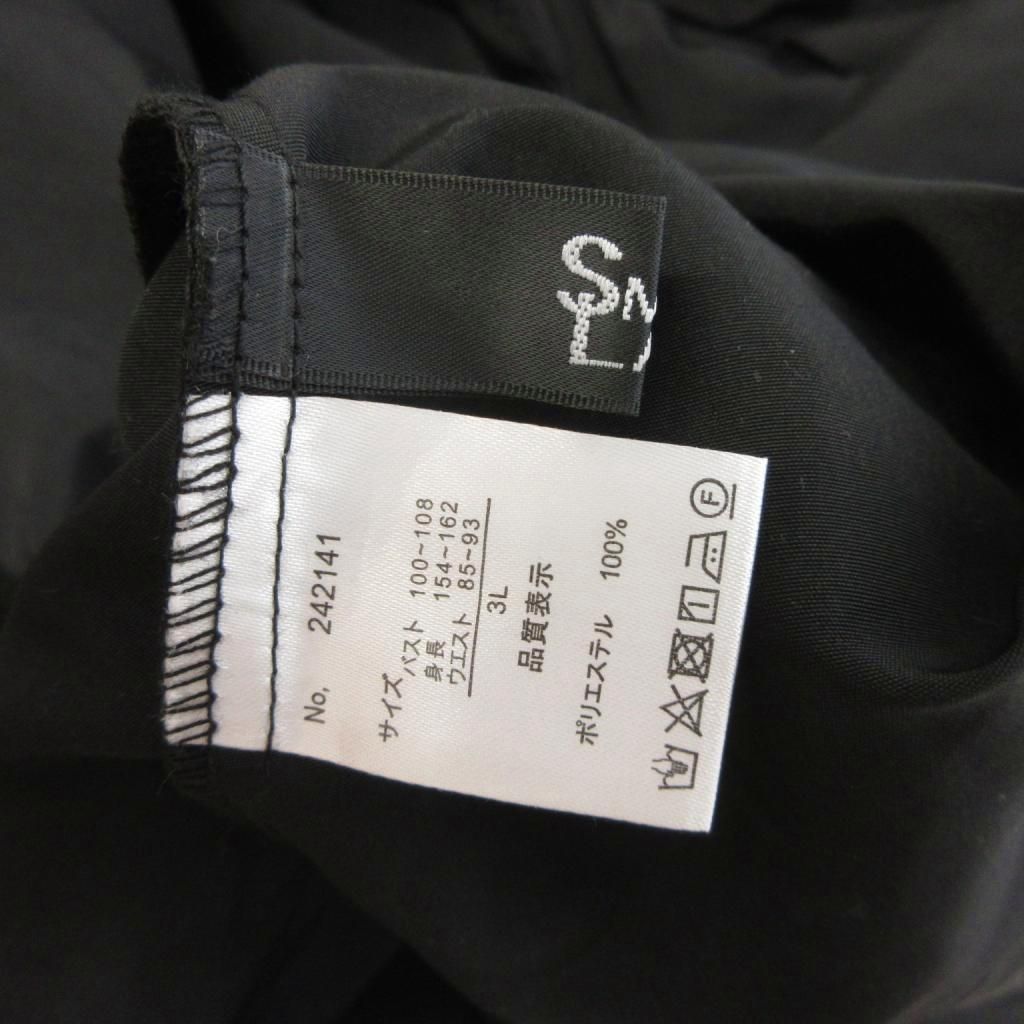 No, 242141
サイズ
バスト 100~108
身長 154~162
ウエスト 85~93
3L
品質表示
ポリエステル 100%
F